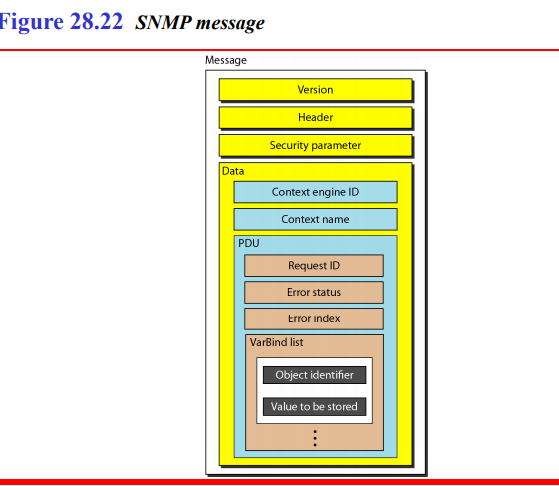 Figure 28.22 SNMP message
Message
Version
Header
Security parameter
Data
Context engine ID
Context name
PDU
Request ID
Error status
Error index
VarBind list
Object identifier
Value to be stored